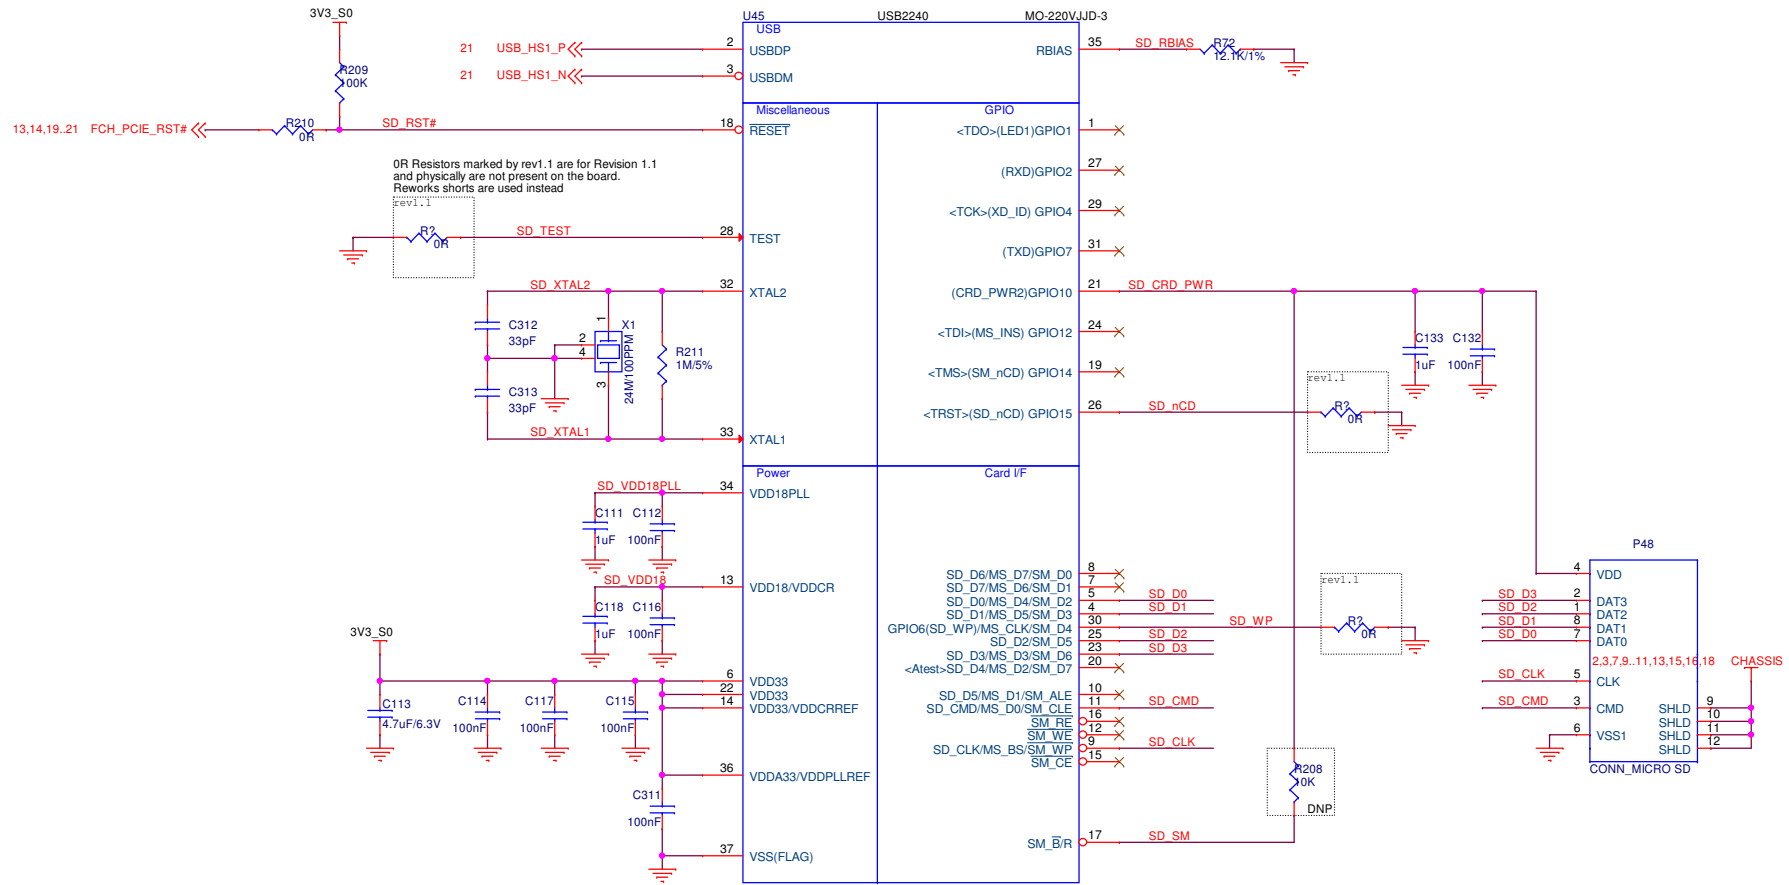 3V3_S0
R209
100K
13,14,19..21 FCH_PCIE_RST#
R210
0R
SD_RST#
21 USB_HS1_P
21 USB_HS1_N
0R Resistors marked by rev1.1 are for Revision 1.1
and physically are not present on the board.
Reworks shorts are used instead
rev1.1
R?
0R
SD_TEST
SD_XTAL2
C312
33pF
C313
33pF
1
2
4
3
X1
24M/100PPM
R211
1M/5%
SD_XTAL1
SD_VDD18PLL
C111
1uF
C112
100nF
SD_VDD18
C118
1uF
C116
100nF
3V3_S0
C113
4.7uF/6.3V
C114
100nF
C117
100nF
C115
100nF
C311
100nF
U45 USB2240 MO-220VJJD-3
USB
2 USBDP
3 USBDM
RBIAS 35
Miscellaneous
18 RESET
28 TEST
32 XTAL2
33 XTAL1
GPIO
<TDO>(LED1)GPIO1 1
(RXD)GPIO2 27
<TCK>(XD_ID) GPIO4 29
(TXD)GPIO7 31
(CRD_PWR2)GPIO10 21
<TDI>(MS_INS) GPIO12 24
<TMS>(SM_nCD) GPIO14 19
<TRST>(SD_nCD) GPIO15 26
Power
34 VDD18PLL
13 VDD18/VDDCR
6 VDD33
22 VDD33
14 VDD33/VDDCRREF
36 VDDA33/VDDPLLREF
37 VSS(FLAG)
Card I/F
SD_D6/MS_D7/SM_D0 8
SD_D7/MS_D6/SM_D1 7
SD_D0/MS_D4/SM_D2 5 SD_D0
SD_D1/MS_D5/SM_D3 4 SD_D1
GPIO6(SD_WP)/MS_CLK/SM_D4 30 SD_WP
SD_D2/SM_D5 25 SD_D2
SD_D3/MS_D3/SM_D6 23 SD_D3
<Atest>SD_D4/MS_D2/SM_D7 20
SD_D5/MS_D1/SM_ALE 10
SD_CMD/MS_D0/SM_CLE 11 SD_CMD
SM_RE 16
SM_WE 12
SD_CLK/MS_BS/SM_WP 9 SD_CLK
SM_CE 15
SM_B/R 17 SD_SM
SD_RBIAS
R72
12.1K/1%
SD_CRD_PWR
C133
1uF
C132
100nF
SD_nCD
rev1.1
R?
0R
rev1.1
R?
0R
R208
10K
DNP
P48
4 VDD
SD_D3 2 DAT3
SD_D2 1 DAT2
SD_D1 8 DAT1
SD_D0 7 DAT0
2,3,7,9..11,13,15,16,18 CHASSIS
SD_CLK 5 CLK
SD_CMD 3 CMD
6 VSS1
SHLD 9
SHLD 10
SHLD 11
SHLD 12
CONN_MICRO SD